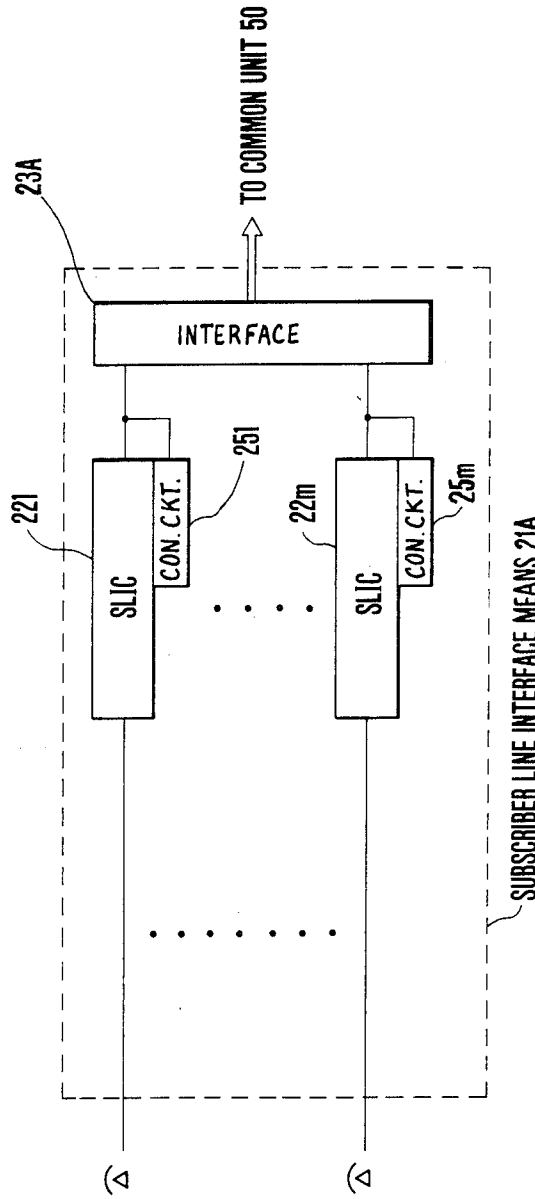 23A
TO COMMON UNIT 50
INTERFACE
221
SLIC
CON. CKT.
251
22m
SLIC
CON. CKT.
25m
SUBSCRIBER LINE INTERFACE MEANS 21A